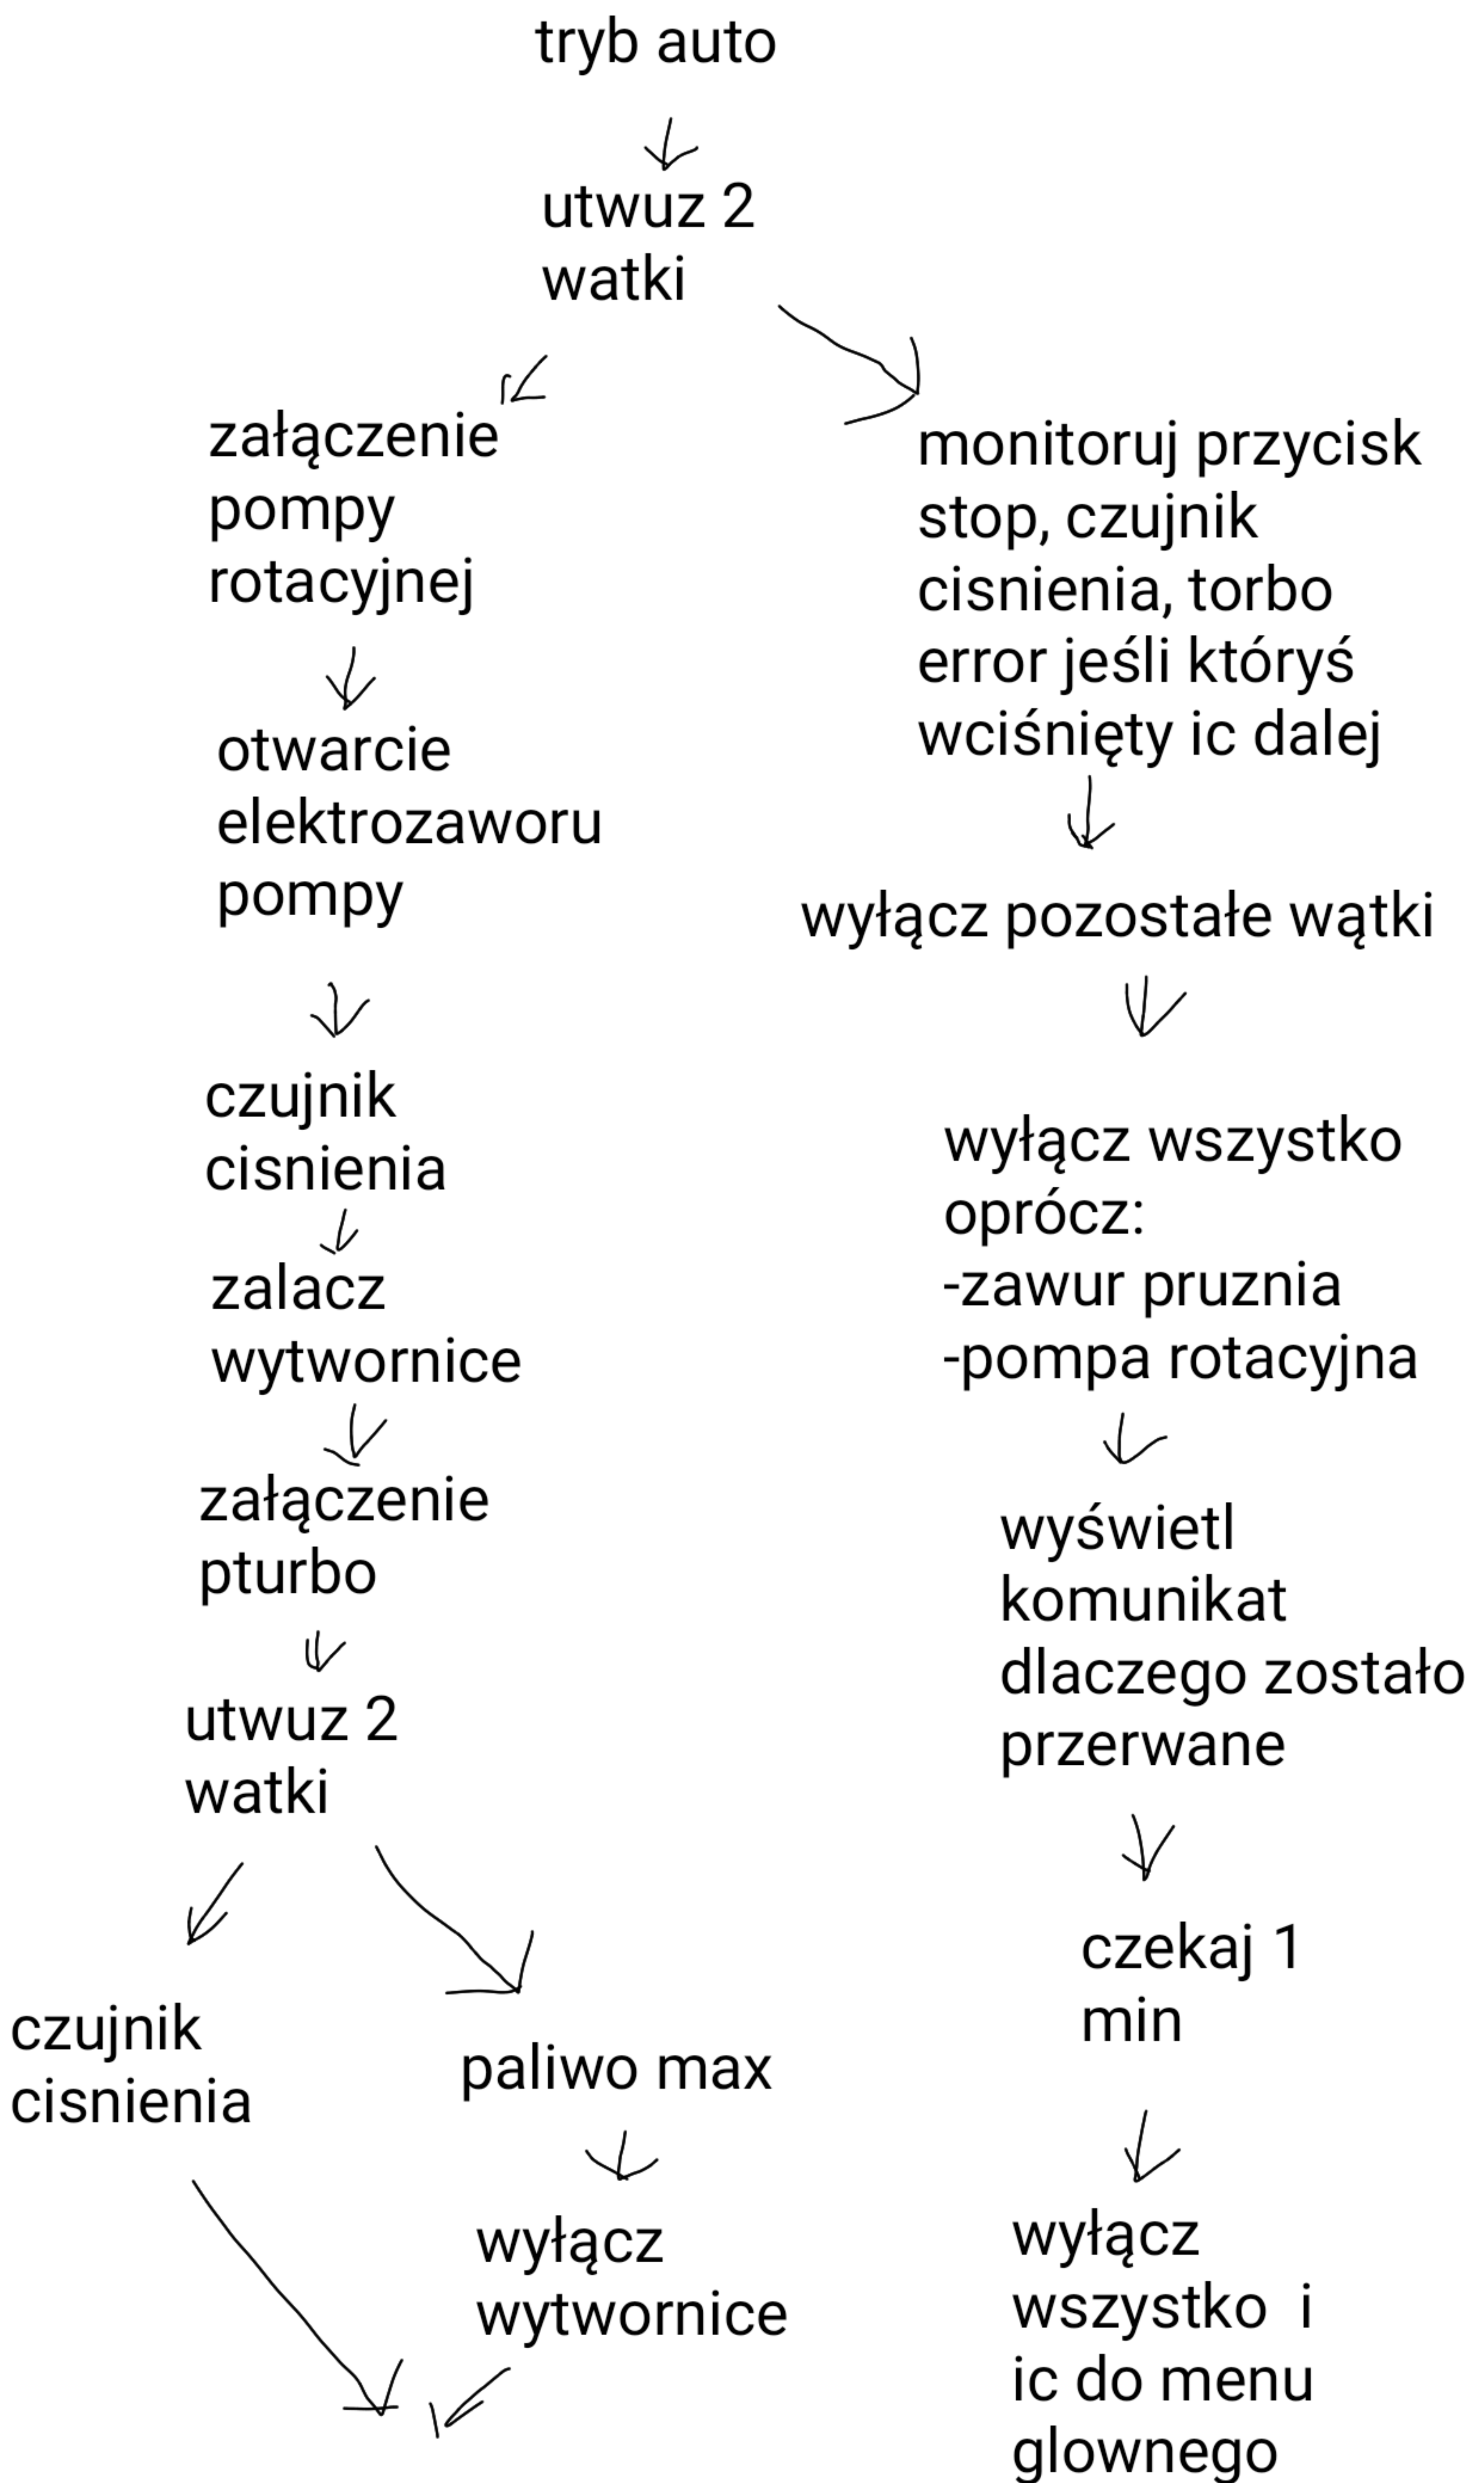 tryb auto
utwuz 2
watki
załączenie
pompy
rotacyjnej
otwarcie
elektrozaworu
pompy
czujnik
cisnienia
zalacz
wytwornice
załączenie
pturbo
utwuz 2
watki
czujnik
cisnienia
paliwo max
wyłącz
wytwornice
monitoruj przycisk
stop, czujnik
cisnienia, torbo
error jeśli któryś
wciśnięty ic dalej
wyłącz pozostałe wątki
wyłącz wszystko
oprócz:
-zawur pruznia
-pompa rotacyjna
wyświetl
komunikat
dlaczego zostało
przerwane
czekaj 1
min
wyłącz
wszystko  i
ic do menu
glownego